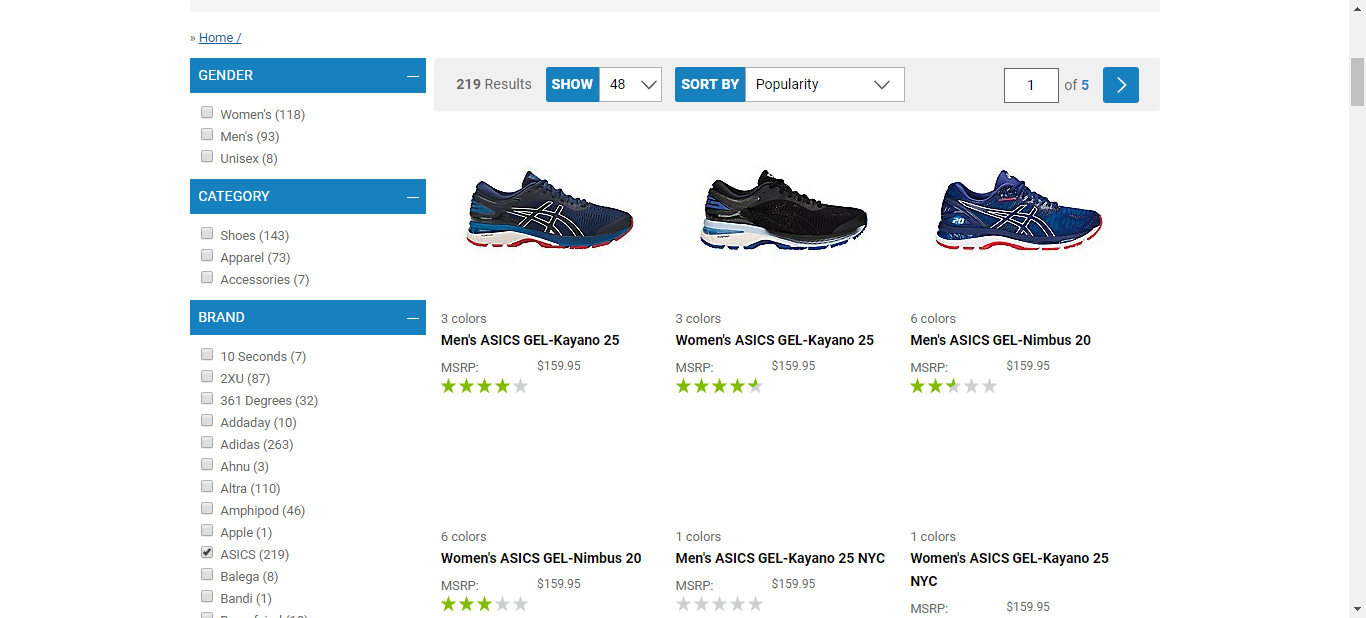 » Home /
GENDER
Women's (118)
Men's (93)
Unisex (8)
CATEGORY
Shoes (143)
Apparel (73)
Accessories (7)
BRAND
10 Seconds (7)
2XU (87)
361 Degrees (32)
Addaday (10)
Adidas (263)
Ahnu (3)
Altra (110)
Amphipod (46)
Apple (1)
ASICS (219)
Balega (8)
Bandi (1)
219 Results
SHOW 48
SORT BY Popularity
1 of 5
3 colors
Men's ASICS GEL-Kayano 25
MSRP: $159.95
3 colors
Women's ASICS GEL-Kayano 25
MSRP: $159.95
20
6 colors
Men's ASICS GEL-Nimbus 20
MSRP: $159.95
6 colors
Women's ASICS GEL-Nimbus 20
MSRP: $159.95
1 colors
Men's ASICS GEL-Kayano 25 NYC
MSRP: $159.95
1 colors
Women's ASICS GEL-Kayano 25
NYC
MSRP: $159.95